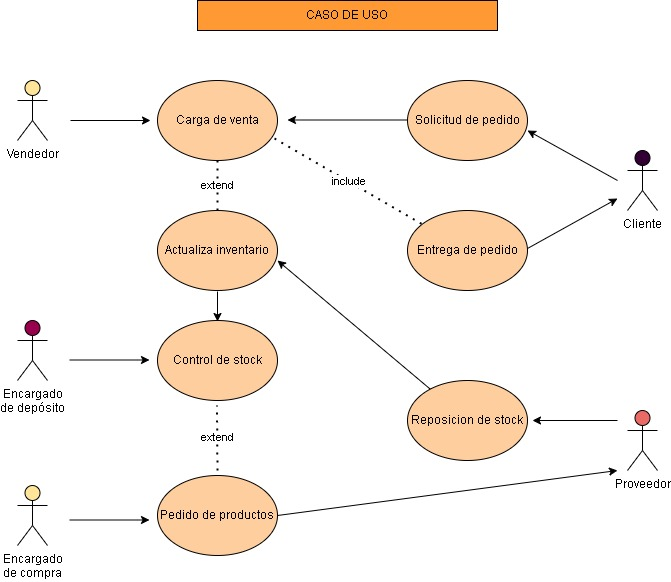 CASO DE USO
Carga de venta
Solicitud de pedido
Vendedor
extend
include
Cliente
Actualiza inventario
Entrega de pedido
Control de stock
Encargado
de depósito
Reposicion de stock
extend
Proveedor
Pedido de productos
Encargado
de compra